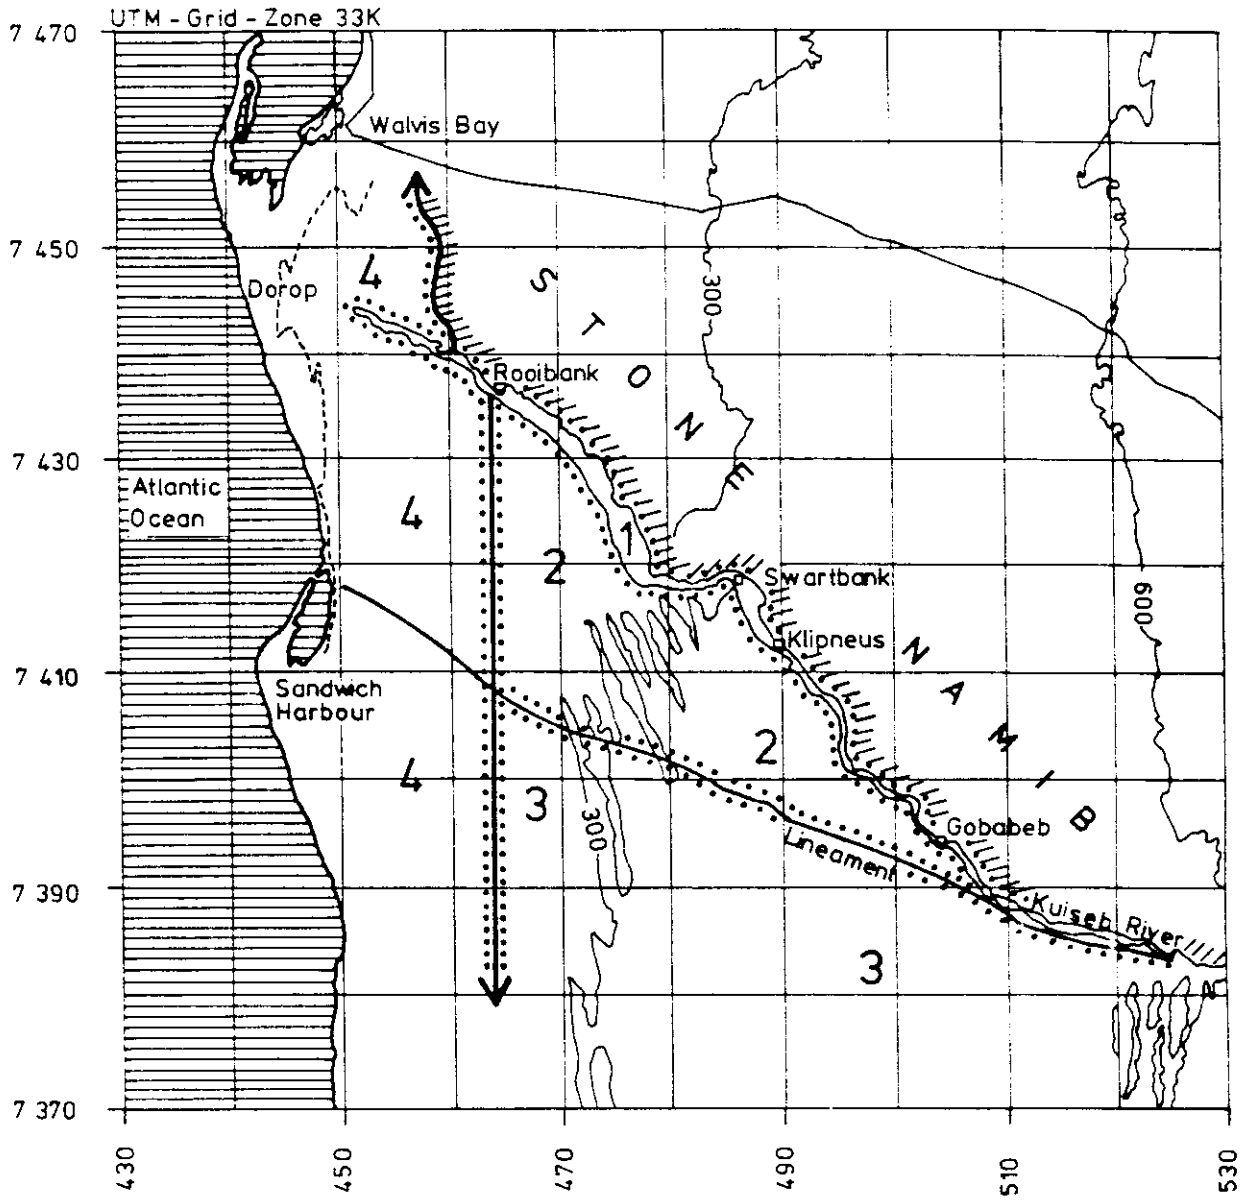 UTM - Grid - Zone 33K
7 470
Walvis Bay
7 450
4
Dorop
STONE
300
Rooibank
7 430
Atlantic
Ocean
4
1
2
Swartbank
600
Klipneus
NAMIB
7 410
Sandwich
Harbour
2
4
3
300
Gobabeb
Lineament
7 390
Kuiseb River
3
7 370
430
450
470
490
510
530